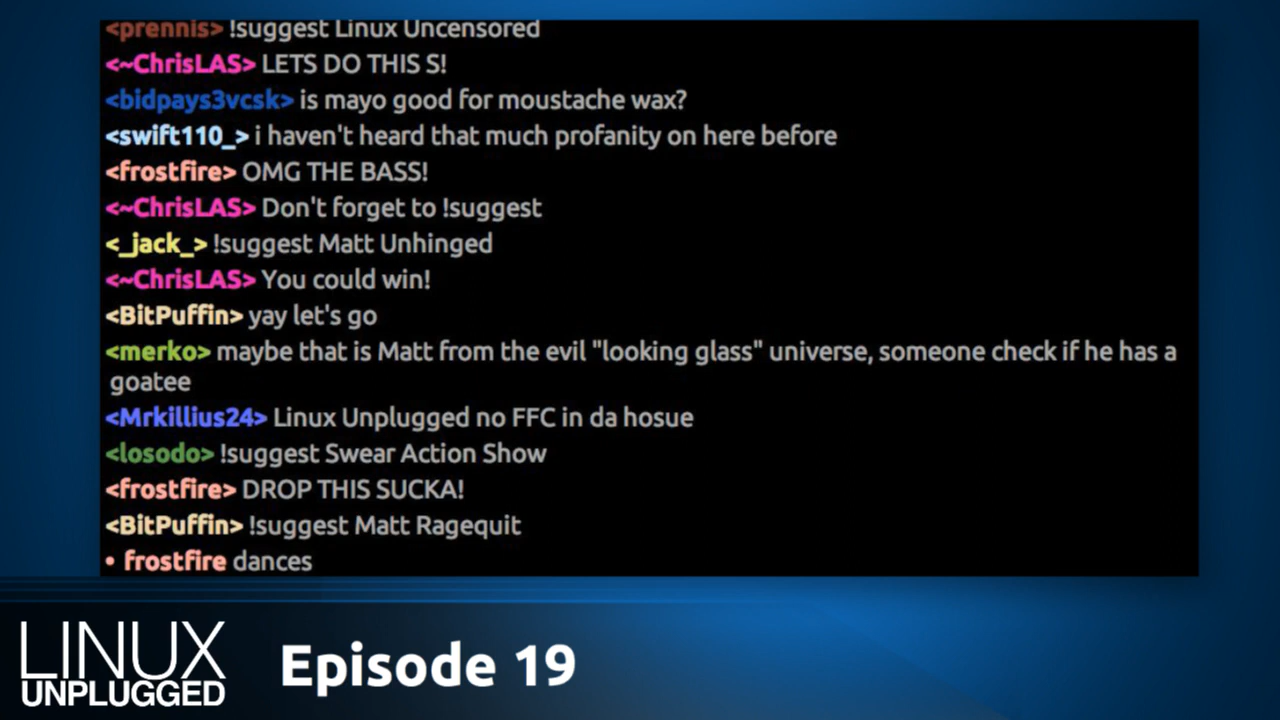 <prennis> !suggest Linux Uncensored
<~ChrisLAS> LETS DO THIS S!
<bidpays3vcsk> is mayo good for moustache wax?
<swift110_> i haven't heard that much profanity on here before
<frostfire> OMG THE BASS!
<~ChrisLAS> Don't forget to !suggest
<_jack_> !suggest Matt Unhinged
<~ChrisLAS> You could win!
<BitPuffin> yay let's go
<merko> maybe that is Matt from the evil "looking glass" universe, someone check if he has a
goatee
<Mrkillius24> Linux Unplugged no FFC in da hosue
<losodo> !suggest Swear Action Show
<frostfire> DROP THIS SUCKA!
<BitPuffin> !suggest Matt Ragequit
• frostfire dances
LINUX
UNPLUGGED
Episode 19